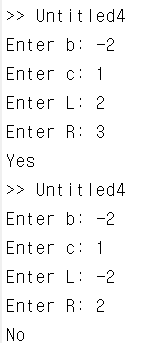 >> Untitled4
Enter b: -2
Enter c: 1
Enter L: 2
Enter R: 3
Yes
>> Untitled4
Enter b: -2
Enter c: 1
Enter L: -2
Enter R: 2
No